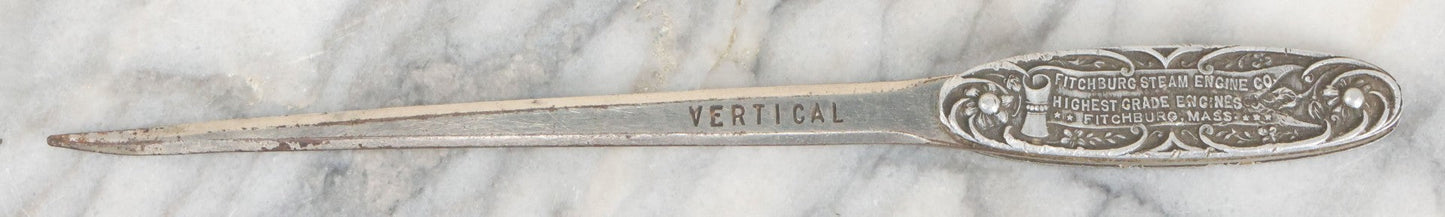 VERTICAL
FITCHBURG STEAM ENGINE CO.
HIGHEST GRADE ENGINES
FITCHBURG, MASS.